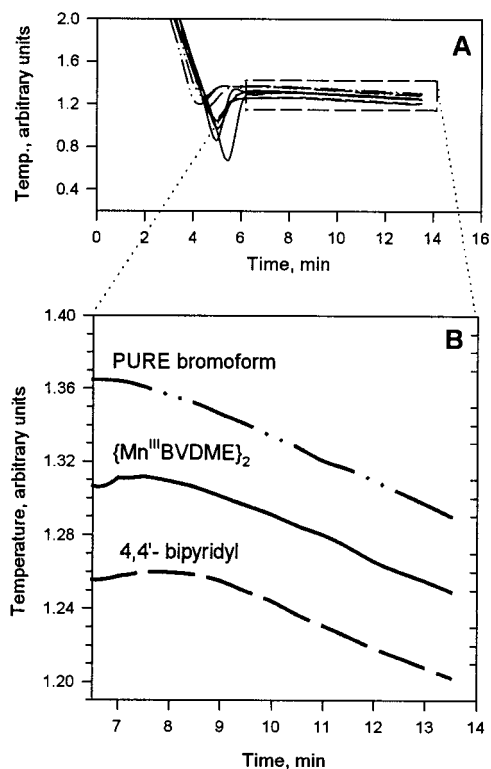 A
Temp., arbitrary units
2.0
1.6
1.2
0.8
0.4
0 2 4 6 8 10 12 14 16
Time, min
B
Temperature, arbitrary units
1.40
1.36
1.32
1.28
1.24
1.20
PURE bromoform
{Mn^III BVDME}₂
4,4'- bipyridyl
7 8 9 10 11 12 13 14
Time, min